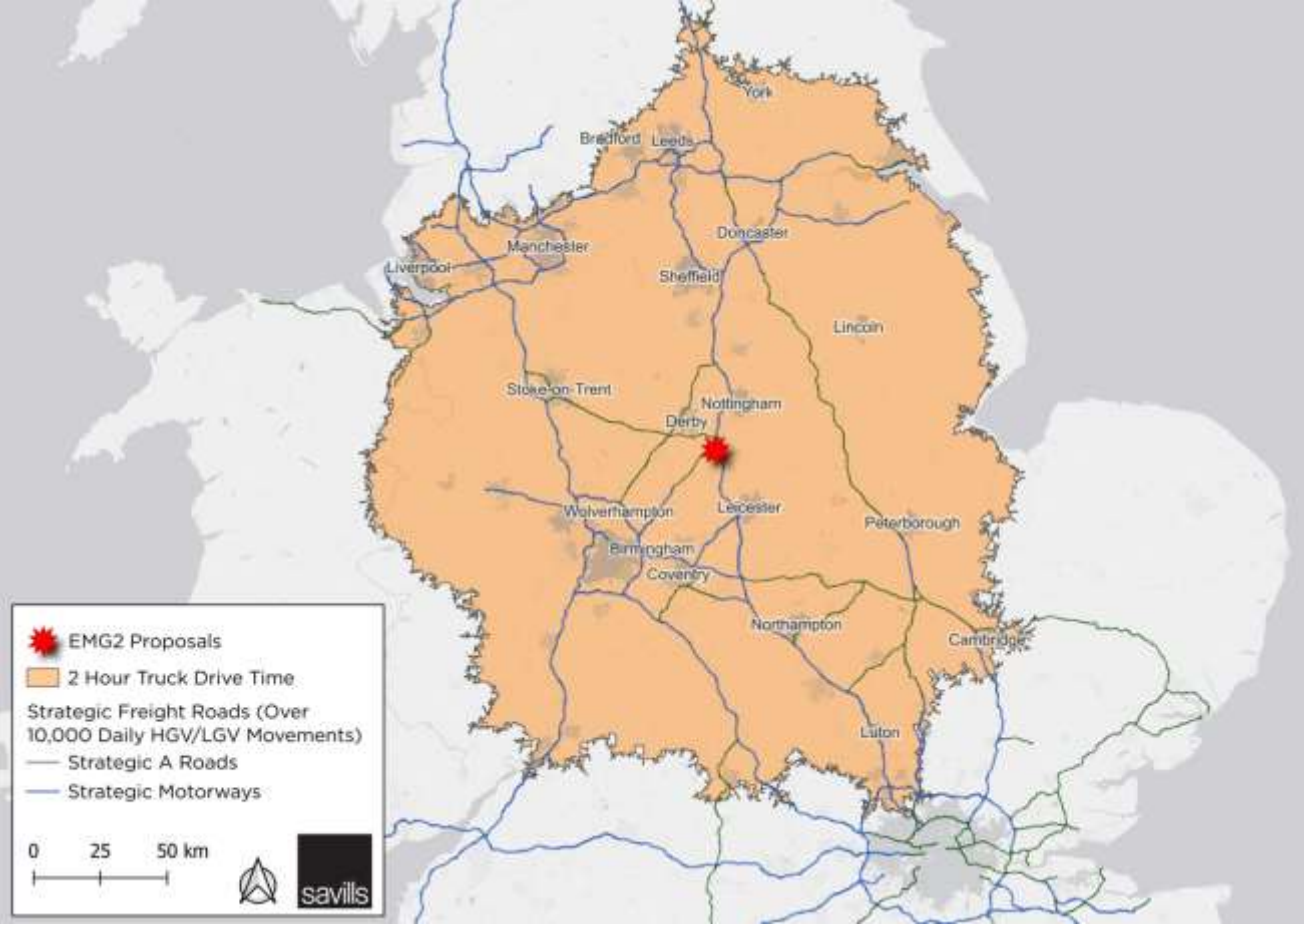 York
Bradford Leeds
Doncaster
Manchester
Liverpool
Sheffield
Lincoln
Stoke-on-Trent
Nottingham
Derby
Wolverhampton
Leicester
Peterborough
Birmingham
Coventry
Northampton
Cambridge
Luton
EMG2 Proposals
2 Hour Truck Drive Time
Strategic Freight Roads (Over
10,000 Daily HGV/LGV Movements)
Strategic A Roads
Strategic Motorways
0 25 50 km
savills